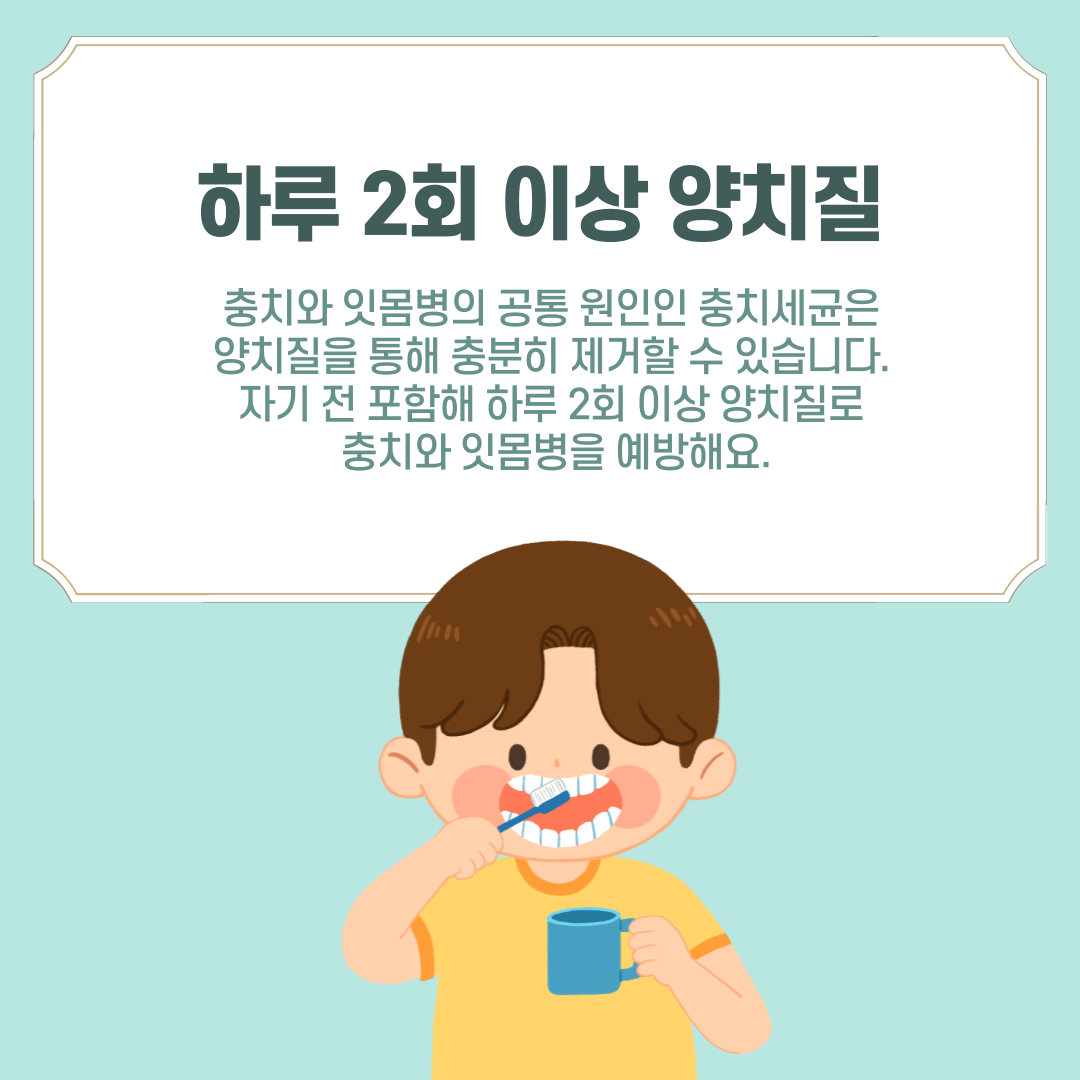 하루 2회 이상 양치질
충치와 잇몸병의 공통 원인인 충치세균은
양치질을 통해 충분히 제거할 수 있습니다.
자기 전 포함해 하루 2회 이상 양치질로
충치와 잇몸병을 예방해요.